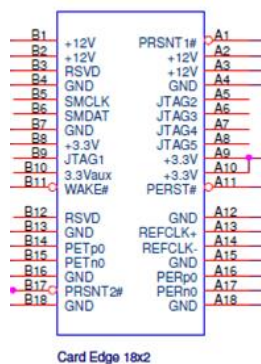 B1 +12V PRSNT1# A1
B2 +12V +12V A2
B3 RSVD +12V A3
B4 GND GND A4
B5 SMCLK JTAG2 A5
B6 SMDAT JTAG3 A6
B7 GND JTAG4 A7
B8 +3.3V JTAG5 A8
B9 JTAG1 +3.3V A9
B10 3.3Vaux +3.3V A10
B11 WAKE# PERST# A11
B12 RSVD GND A12
B13 GND REFCLK+ A13
B14 PETp0 REFCLK- A14
B15 PETn0 GND A15
B16 GND PERp0 A16
B17 PRSNT2# PERn0 A17
B18 GND GND A18
Card Edge 18x2